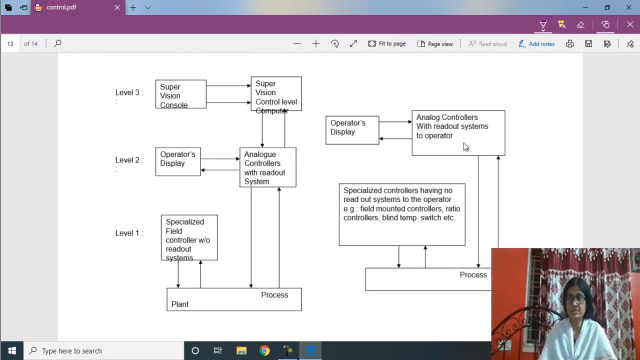 control.pdf
13 of 14
Fit to page
Page view
Read aloud
Add notes
Level 3 :
:
Super
Vision
Console
Super
Vision
Control level
Computer
Level 2 :
:
Operator's
Display
Analogue
Controllers
with readout
System
Level 1 :
Specialized
Field
controller w/o
readout
systems
Process
Plant
Operator's
Display
Analog Controllers
With readout systems
to operator
Specialized controllers having no
read out systems to the operator .
e.g.: field mounted controllers, ratio
controllers, blind temp. switch etc.
Process
Type here to search